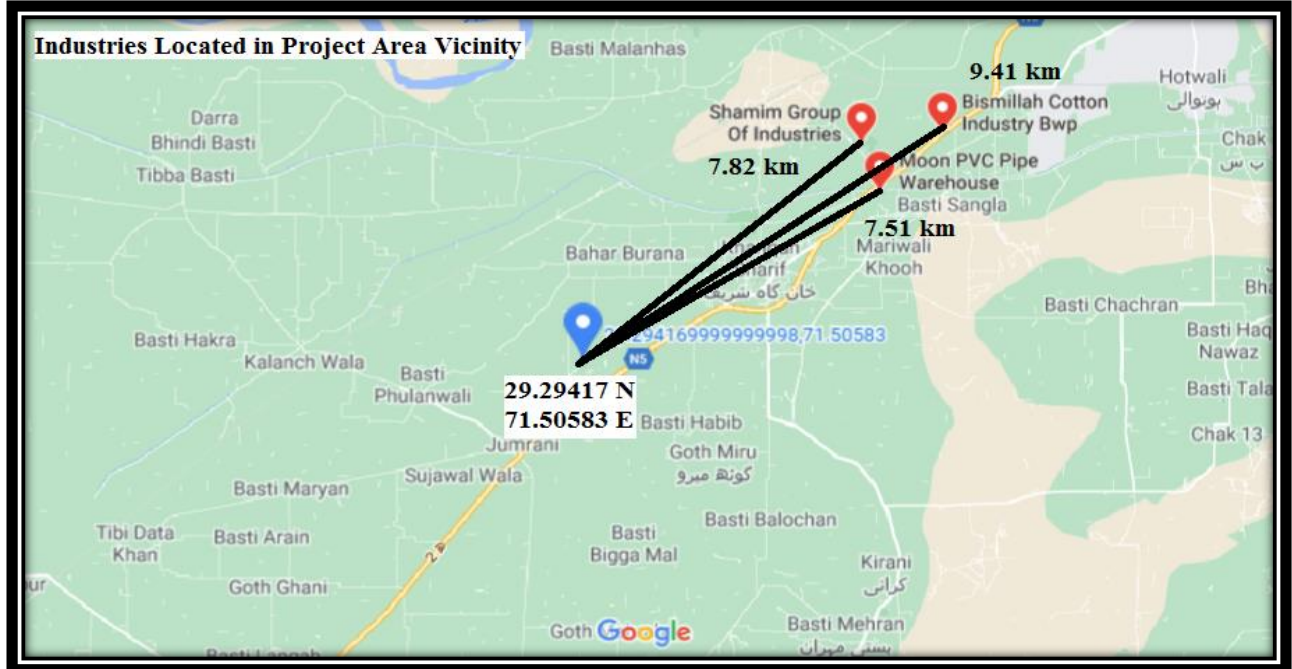 Industries Located in Project Area Vicinity
Basti Malanhas
9.41 km
Hotwali
Darra
Bhindi Basti
Shamim Group
Of Industries
Bismillah Cotton
Industry Bwp
Chak
Tibba Basti
7.82 km
Moon PVC Pipe
Warehouse
Basti Sangla
7.51 km
Bahar Burana
Mariwali
Khooh
خان گاہ شریف
Basti Chachran
Basti Hakra
71.50583
Basti Haq
Nawaz
Kalanch Wala
N5
Basti
Phulanwali
29.29417 N
71.50583 E
Basti Habib
Basti Tala
Jumrani
Goth Miru
گوٹھ میرو
Chak 13
Sujawal Wala
Basti Maryan
Tibi Data
Khan
Basti Arain
Basti
Bigga Mal
Basti Balochan
Kirani
کرانی
Goth Ghani
Goth
Google
Basti Mehran
بستی مہران